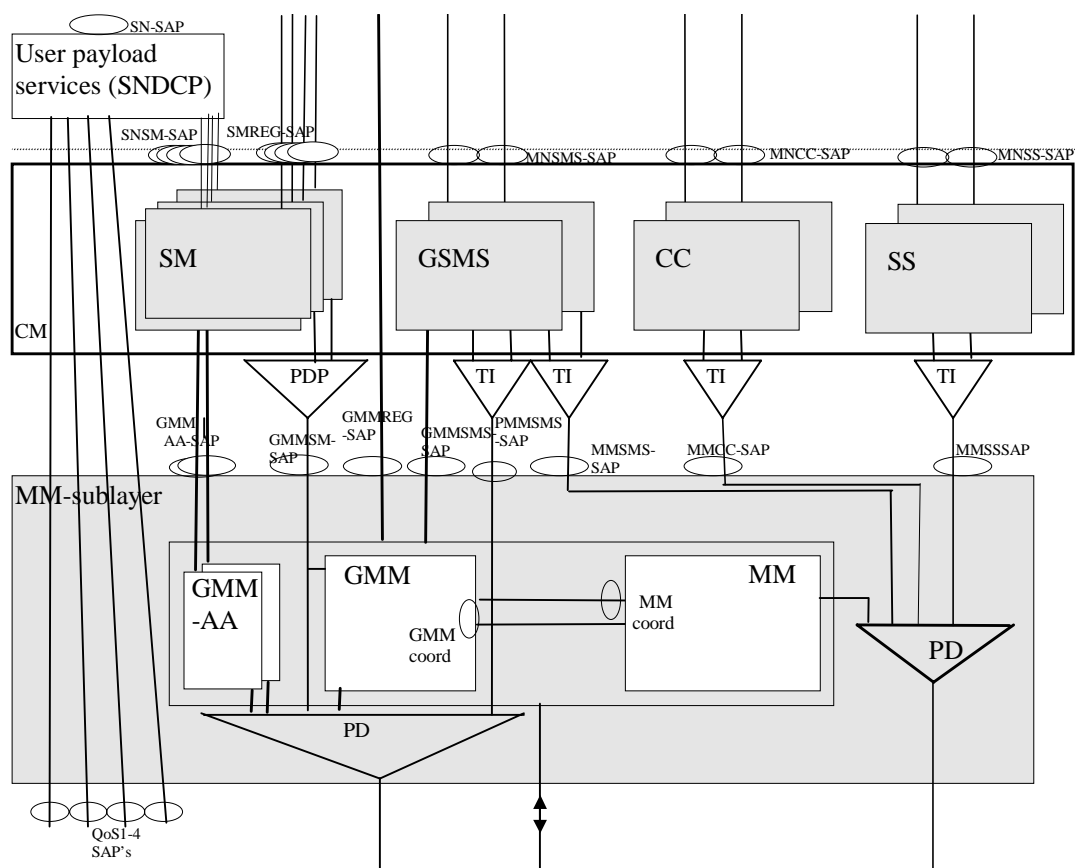 SN-SAP
User payload
services (SNDCP)
SNSM-SAP
SMREG-SAP
MNSMS-SAP
MNCC-SAP
MNSS-SAP
SM
GSMS
CC
SS
CM
PDP
TI
TI
TI
TI
GMM
AA-SAP
GMMSM-
SAP
GMMREG
-SAP
GMMSMS-
SAP
PMMSMS
-SAP
MMSMS-
SAP
MMCC-SAP
MMSSSAP
MM-sublayer
GMM
-AA
GMM
GMM
coord
MM
MM
coord
PD
PD
QoS1-4
SAP's